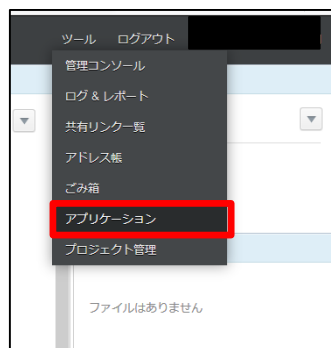 ツール ログアウト
管理コンソール
ログ & レポート
共有リンク一覧
アドレス帳
ごみ箱
アプリケーション
プロジェクト管理
ファイルはありません